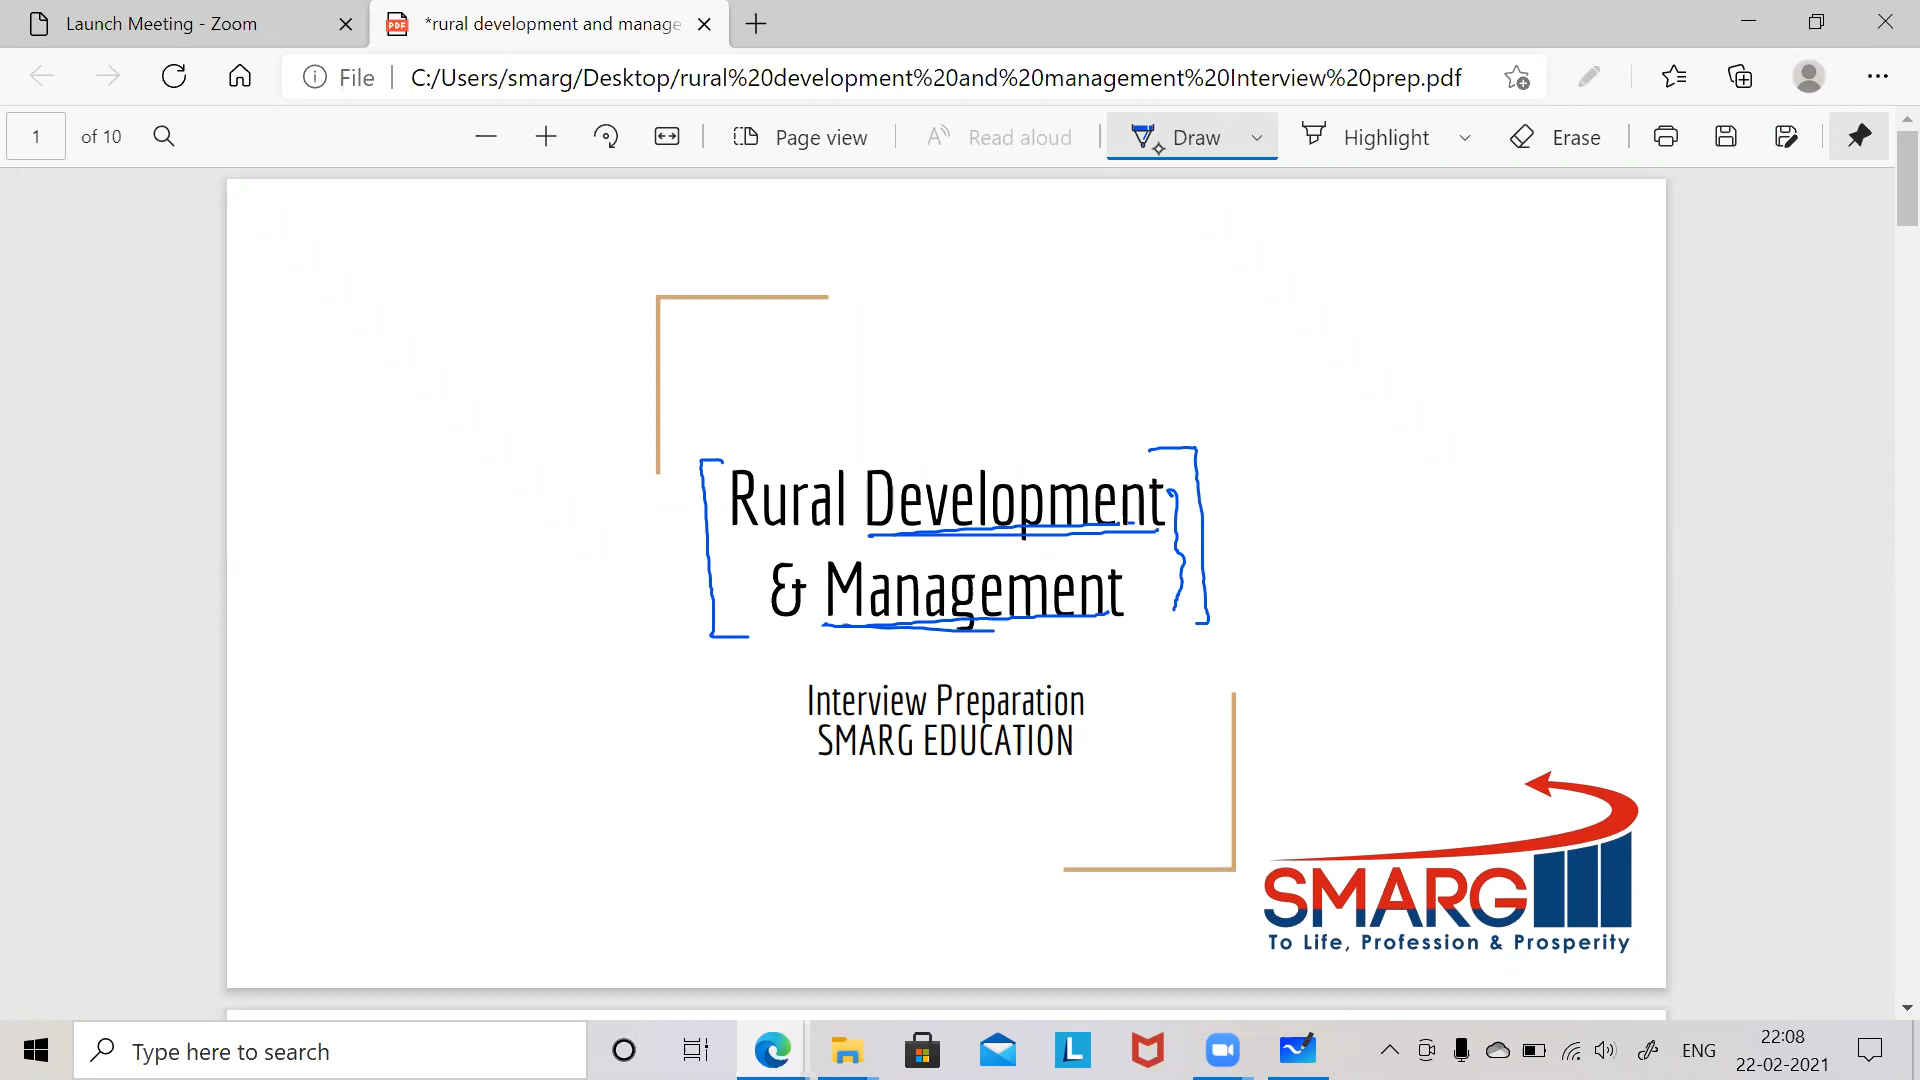 Launch Meeting - Zoom
*rural development and manage
File
C:/Users/smarg/Desktop/rural%20development%20and%20management%20Interview%20prep.pdf
1 of 10
Page view
Read aloud
Draw
Highlight
Erase
Rural Development
& Management
Interview Preparation
SMARG EDUCATION
SMARG
To Life, Profession & Prosperity
Type here to search
L
ENG
22:08
22-02-2021